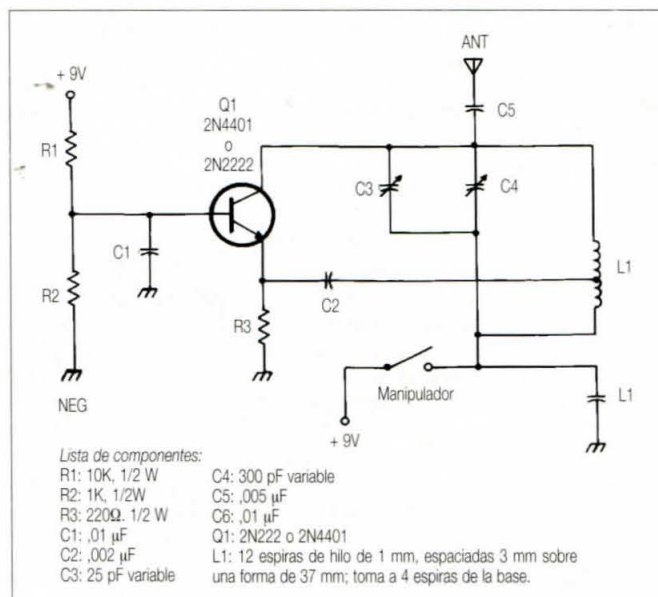 ANT
+ 9V
C5
Q1
2N4401
o
2N2222
R1
C3
C4
C1
L1
R2
C2
R3
NEG
Manipulador
L1
+ 9V
Lista de componentes:
R1: 10K, 1/2 W
R2: 1K, 1/2W
R3: 220Ω. 1/2 W
C1: ,01 µF
C2: ,002 µF
C3: 25 pF variable
C4: 300 pF variable
C5: ,005 µF
C6: ,01 µF
Q1: 2N222 o 2N4401
L1: 12 espiras de hilo de 1 mm, espaciadas 3 mm sobre
una forma de 37 mm; toma a 4 espiras de la base.